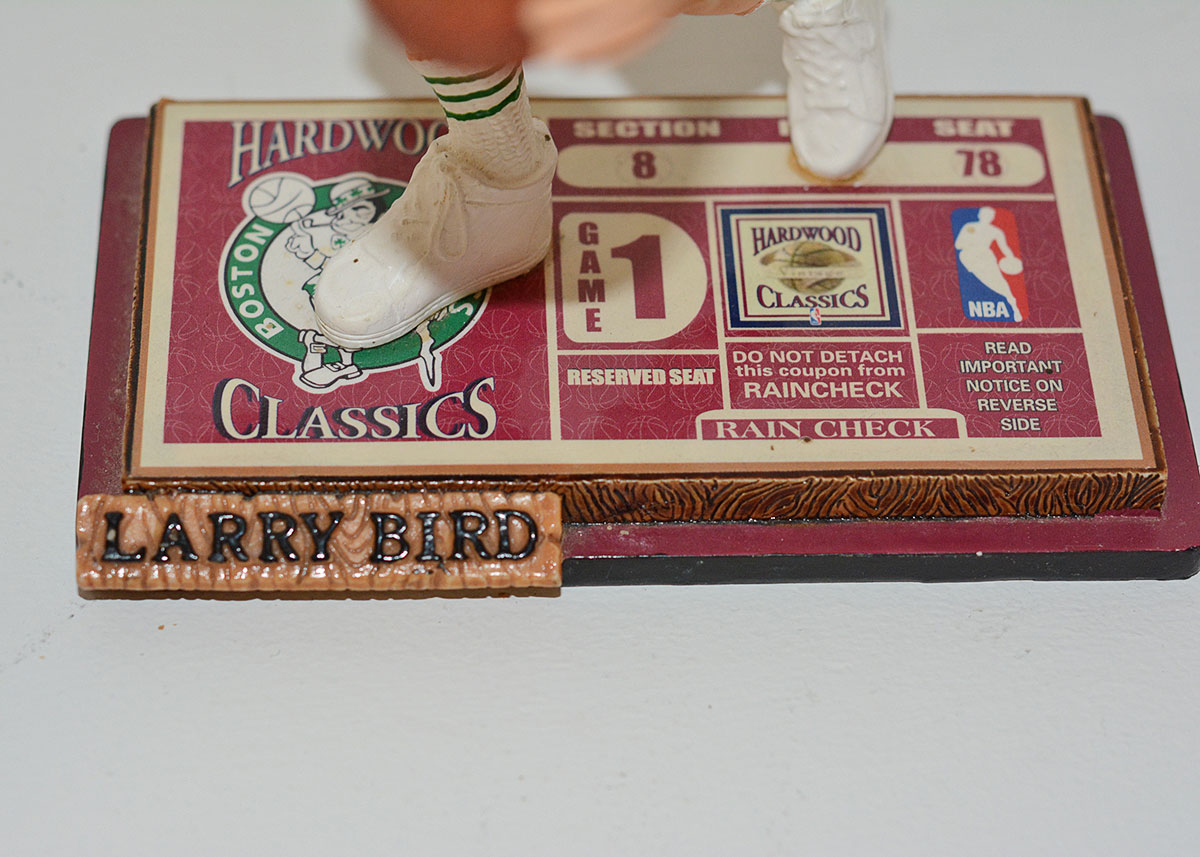 HARDWOO
BOSTON
CLASSICS
SECTION
SEAT
8
78
GAME
1
HARDWOOD
VINTAGE
CLASSICS
NBA
RESERVED SEAT
DO NOT DETACH
this coupon from
RAINCHECK
RAIN CHECK
READ
IMPORTANT
NOTICE ON
REVERSE
SIDE
LARRY BIRD